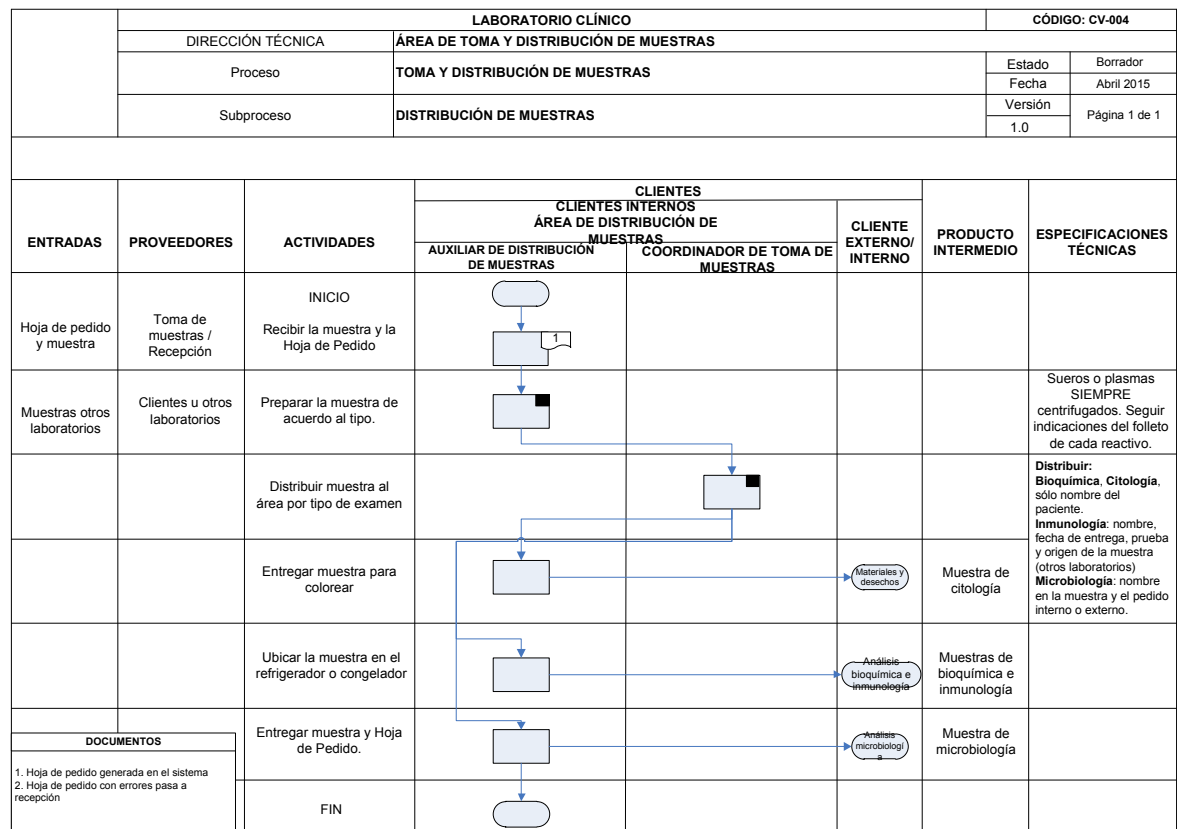 LABORATORIO CLÍNICO
CÓDIGO: CV-004
DIRECCIÓN TÉCNICA
ÁREA DE TOMA Y DISTRIBUCIÓN DE MUESTRAS
Proceso
TOMA Y DISTRIBUCIÓN DE MUESTRAS
Estado
Borrador
Fecha
Abril 2015
Subproceso
DISTRIBUCIÓN DE MUESTRAS
Versión
1.0
Página 1 de 1
ENTRADAS
PROVEEDORES
ACTIVIDADES
CLIENTES
CLIENTES INTERNOS
ÁREA DE DISTRIBUCIÓN DE
MUESTRAS
AUXILIAR DE DISTRIBUCIÓN
DE MUESTRAS
COORDINADOR DE TOMA DE
MUESTRAS
CLIENTE
EXTERNO/
INTERNO
PRODUCTO
INTERMEDIO
ESPECIFICACIONES
TÉCNICAS
Hoja de pedido
y muestra
Toma de
muestras /
Recepción
INICIO
Recibir la muestra y la
Hoja de Pedido
1
Muestras otros
laboratorios
Clientes u otros
laboratorios
Preparar la muestra de
acuerdo al tipo.
Sueros o plasmas
SIEMPRE
centrifugados. Seguir
indicaciones del folleto
de cada reactivo.
Distribuir muestra al
área por tipo de examen
Distribuir:
Bioquímica, Citología,
sólo nombre del
paciente.
Inmunología: nombre,
fecha de entrega, prueba
y origen de la muestra
(otros laboratorios)
Microbiología: nombre
en la muestra y el pedido
interno o externo.
Entregar muestra para
colorear
Materiales y
desechos
Muestra de
citología
Ubicar la muestra en el
refrigerador o congelador
Análisis
bioquímica e
inmunología
Muestras de
bioquímica e
inmunología
Entregar muestra y Hoja
de Pedido.
Análisis
microbiologí
a
Muestra de
microbiología
DOCUMENTOS
1. Hoja de pedido generada en el sistema
2. Hoja de pedido con errores pasa a
recepción
FIN